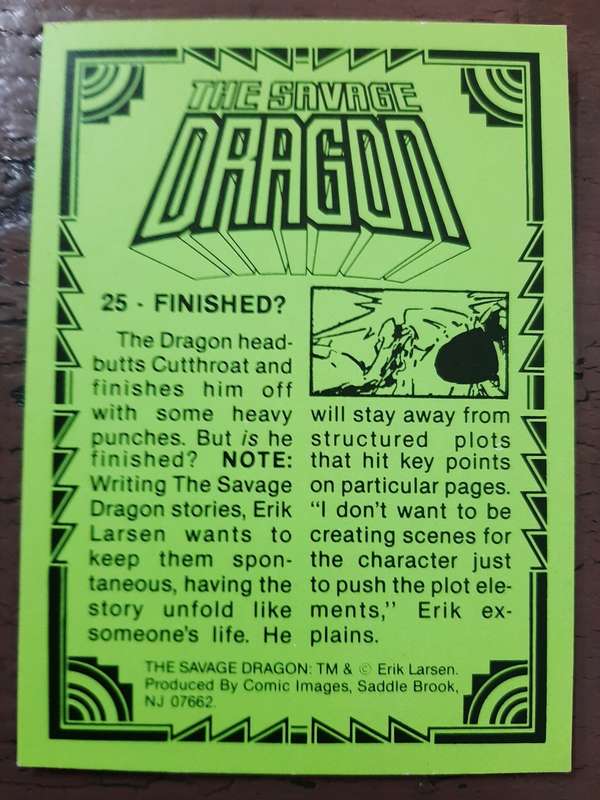 THE SAVAGE
DRAGON
25 - FINISHED?
The Dragon head-
butts Cutthroat and
finishes him off
with some heavy
punches. But is he
finished? NOTE:
Writing The Savage
Dragon stories, Erik
Larsen wants to
keep them spon-
taneous, having the
story unfold like
someone's life. He
will stay away from
structured plots
that hit key points
on particular pages.
"I don't want to be
creating scenes for
the character just
to push the plot ele-
ments," Erik ex-
plains.
THE SAVAGE DRAGON: TM & © Erik Larsen.
Produced By Comic Images, Saddle Brook,
NJ 07662.